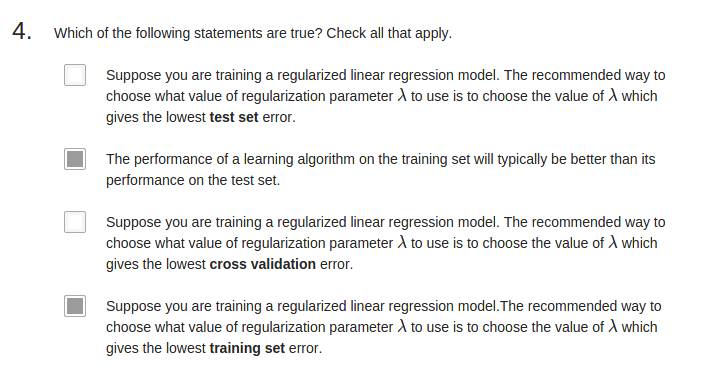 4. Which of the following statements are true? Check all that apply.
Suppose you are training a regularized linear regression model. The recommended way to
choose what value of regularization parameter λ to use is to choose the value of λ which
gives the lowest test set error.
The performance of a learning algorithm on the training set will typically be better than its
performance on the test set.
Suppose you are training a regularized linear regression model. The recommended way to
choose what value of regularization parameter λ to use is to choose the value of λ which
gives the lowest cross validation error.
Suppose you are training a regularized linear regression model.The recommended way to
choose what value of regularization parameter λ to use is to choose the value of λ which
gives the lowest training set error.